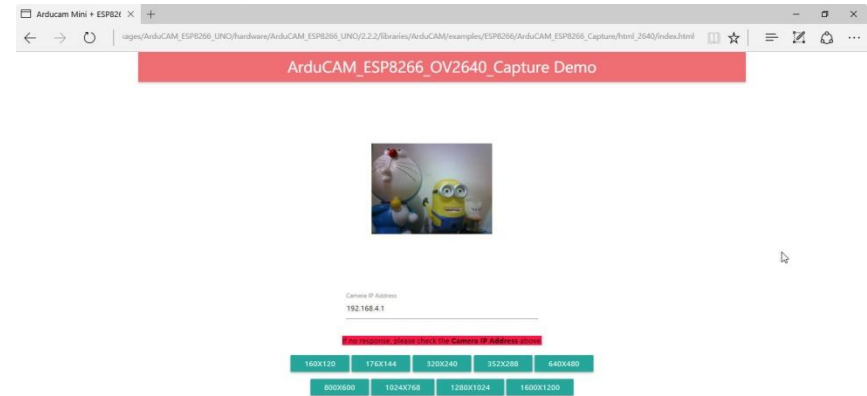 Arducam Mini + ESP826
rages/ArduCAM_ESP8266_UNO/hardware/ArduCAM_ESP8266_UNO/2.2.2/libraries/ArduCAM/examples/ESP8266/ArduCAM_ESP8266_Capture/html_2640/index.html
ArduCAM_ESP8266_OV2640_Capture Demo
Camera IP Address
192.168.4.1
If no response, please check the Camera IP Address above.
160X120 176X144 320X240 352X288 640X480
800X600 1024X768 1280X1024 1600X1200